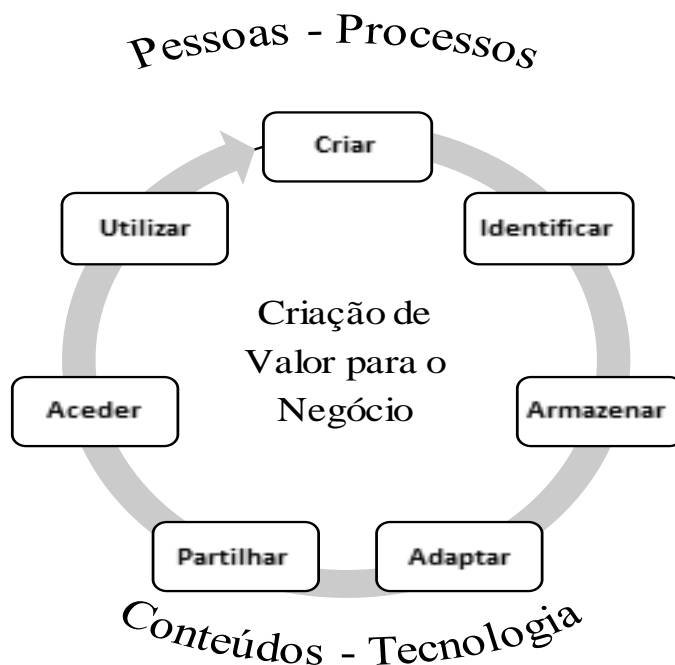 Pessoas - Processos
Criar
Identificar
Armazenar
Adaptar
Partilhar
Aceder
Utilizar
Criação de
Valor para o
Negócio
Conteúdos - Tecnologia